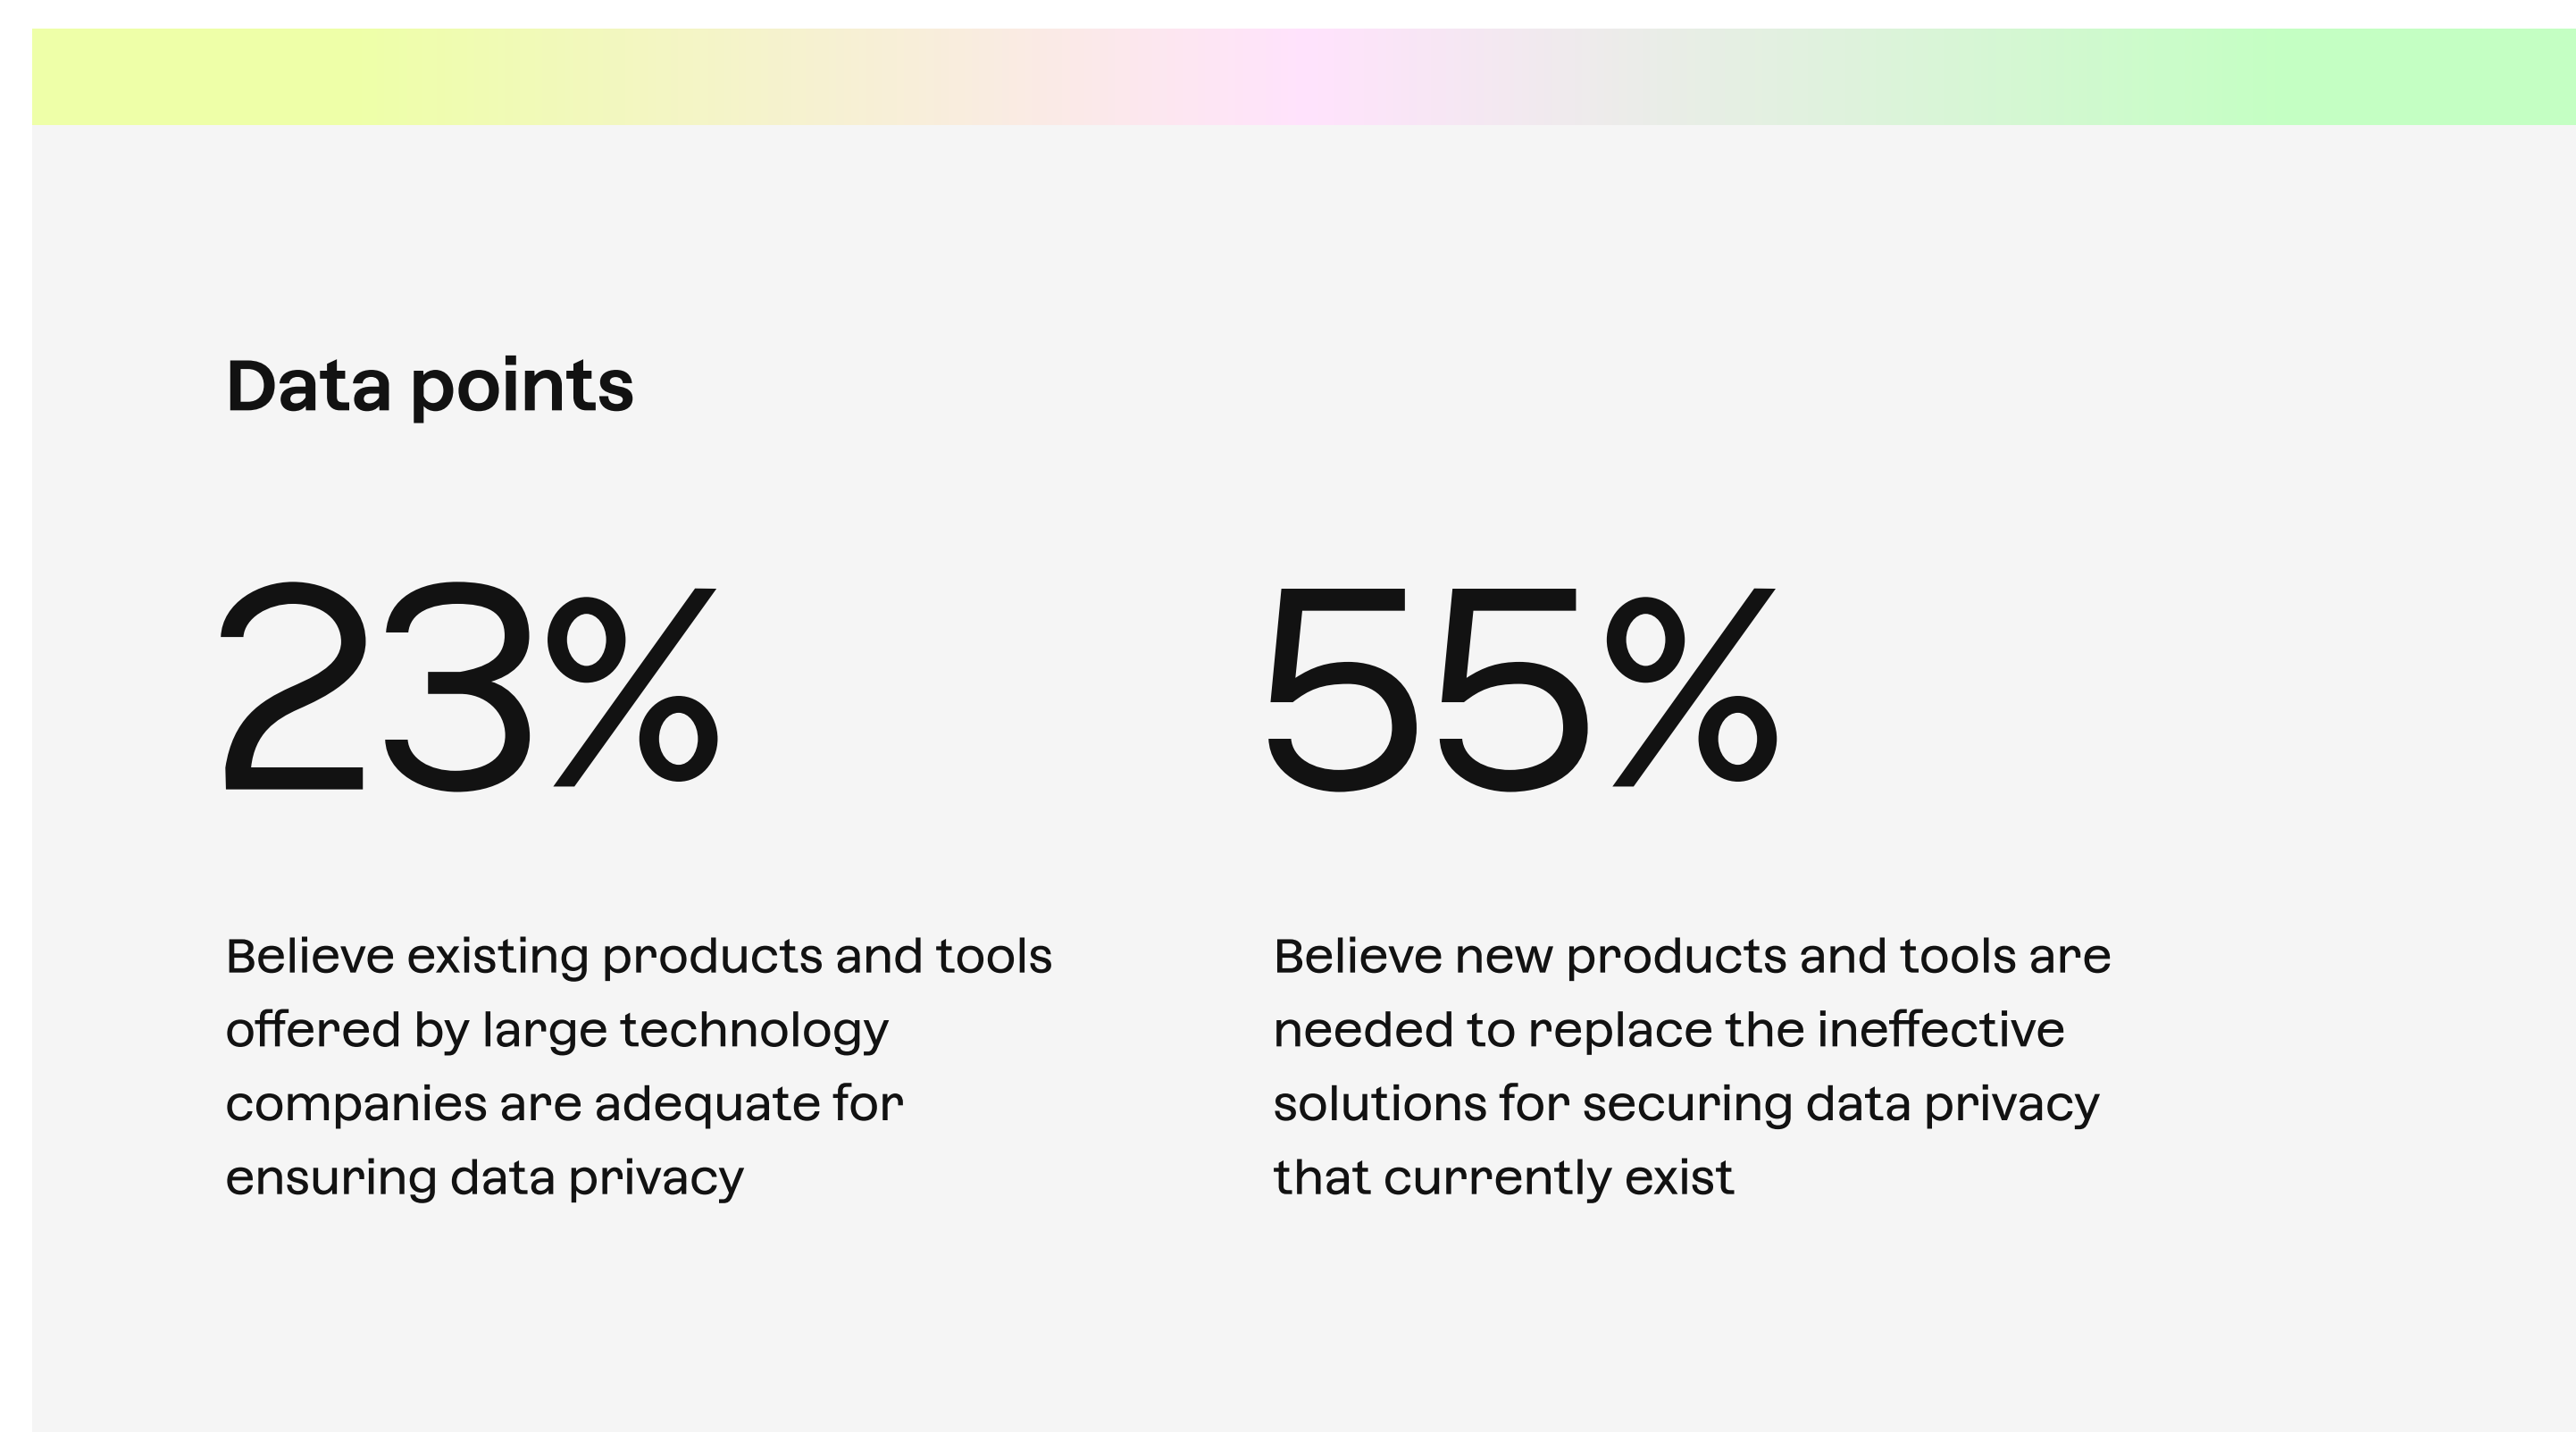 Data points
23%
Believe existing products and tools
offered by large technology
companies are adequate for
ensuring data privacy
55%
Believe new products and tools are
needed to replace the ineffective
solutions for securing data privacy
that currently exist